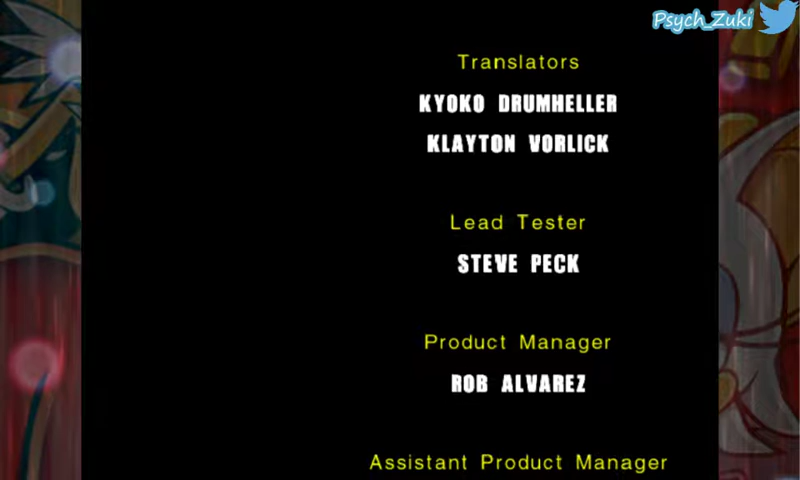 Psych_Zuki
Translators
KYOKO DRUMHELLER
KLAYTON VORLICK
Lead Tester
STEVE PECK
Product Manager
ROB ALVAREZ
Assistant Product Manager